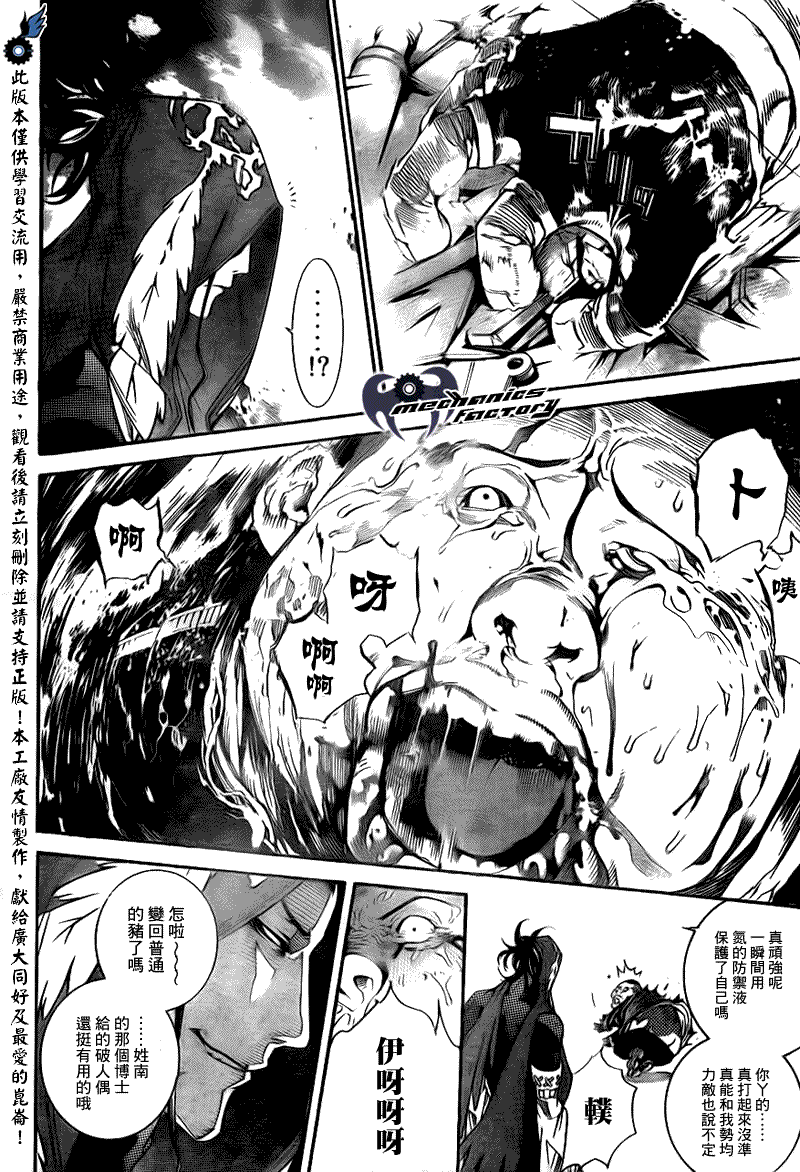 此版本僅供學習交流用，嚴禁商業用途，觀看後請立刻刪除並請支持正版！本工廠友情製作，獻給廣大同好及最愛的崑崙！
……
!?
mechanics
factory
咦
呀
啊
啊
啊
真頑強呢
一瞬間用
氮的防禦液
保護了自己嗎
你丫的……
真打起來沒準
真能和我勢均
力敵也說不定
轐
伊呀呀呀
怎啦～
變回普通
的豬了嗎
……姓南
的那個博士
給的破人偶
還挺有用的哦